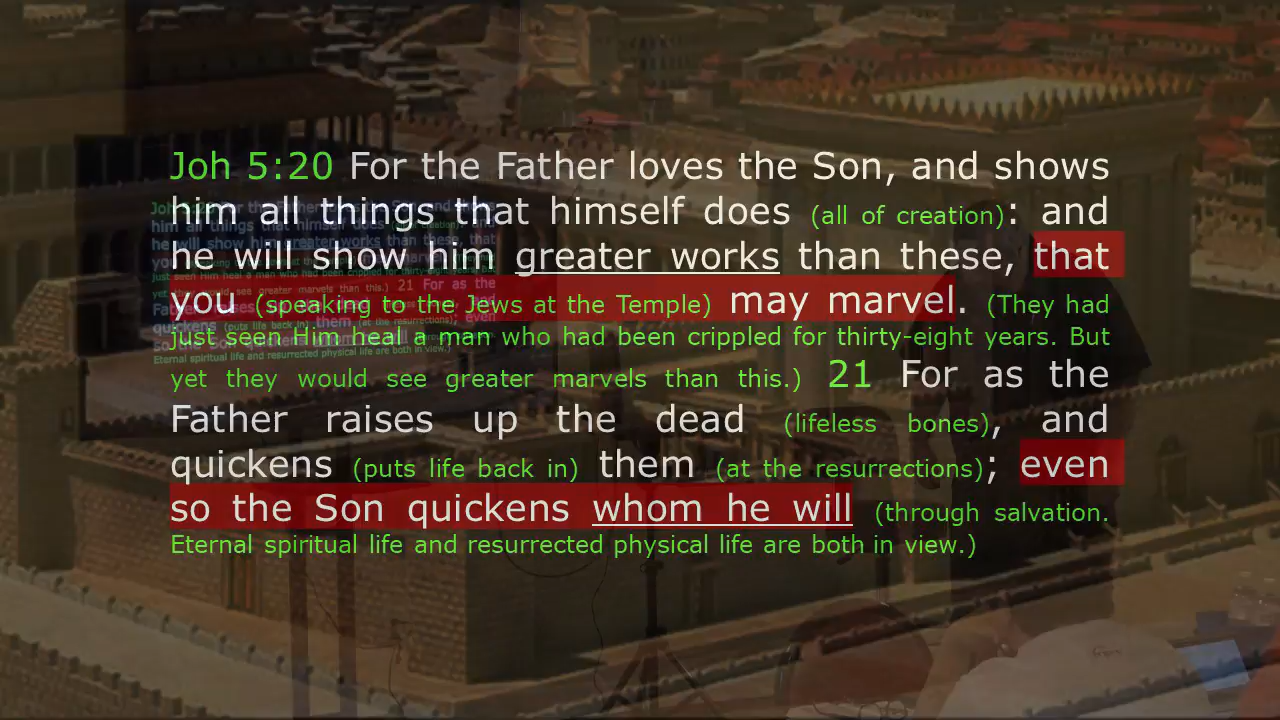 Joh 5:20 For the Father loves the Son, and shows
him all things that himself does (all of creation): and
he will show him greater works than these, that
you (speaking to the Jews at the Temple) may marvel. (They had
just seen Him heal a man who had been crippled for thirty-eight years. But
yet they would see greater marvels than this.) 21 For as the
Father raises up the dead (lifeless bones), and
quickens (puts life back in) them (at the resurrections); even
so the Son quickens whom he will (through salvation.
Eternal spiritual life and resurrected physical life are both in view.)